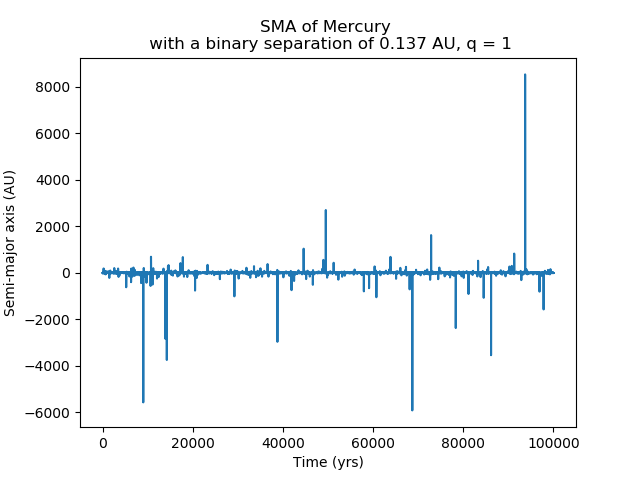 SMA of Mercury
with a binary separation of 0.137 AU, q = 1
Semi-major axis (AU)
8000
6000
4000
2000
0
−2000
−4000
−6000
0 20000 40000 60000 80000 100000
Time (yrs)